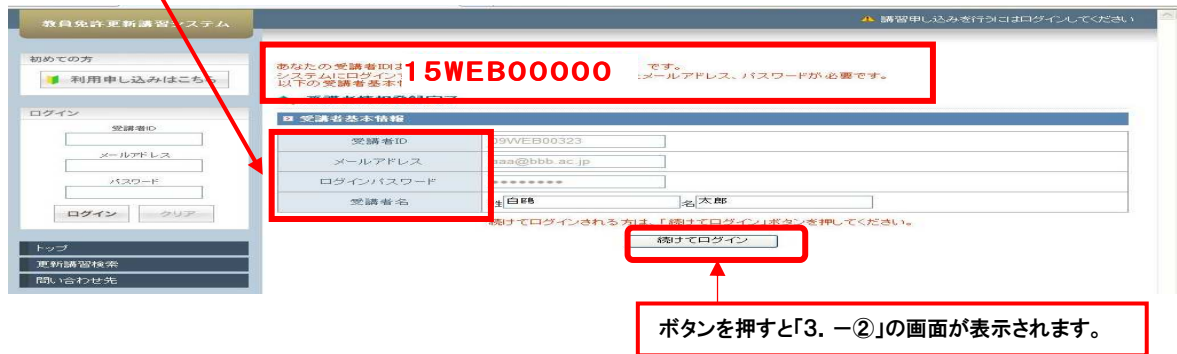 教員免許更新講習システム
講習申し込みを行うにはログインしてください
初めての方
利用申し込みはこちら
ログイン
受講者ID
メールアドレス
パスワード
ログイン クリア
トップ
更新講習検索
問い合わせ先
あなたの受講者IDは 15WEB00000 です。
システムにログイン メールアドレス、パスワードが必要です。
以下の受講者基本
受講者基本情報
受講者ID 09WEB00323
メールアドレス aaa@bbb.ac.jp
ログインパスワード ********
受講者名 姓 白鴎 名 太郎
続けてログインされる方は、「続けてログイン」ボタンを押してください。
続けてログイン
ボタンを押すと「3．－②」の画面が表示されます。